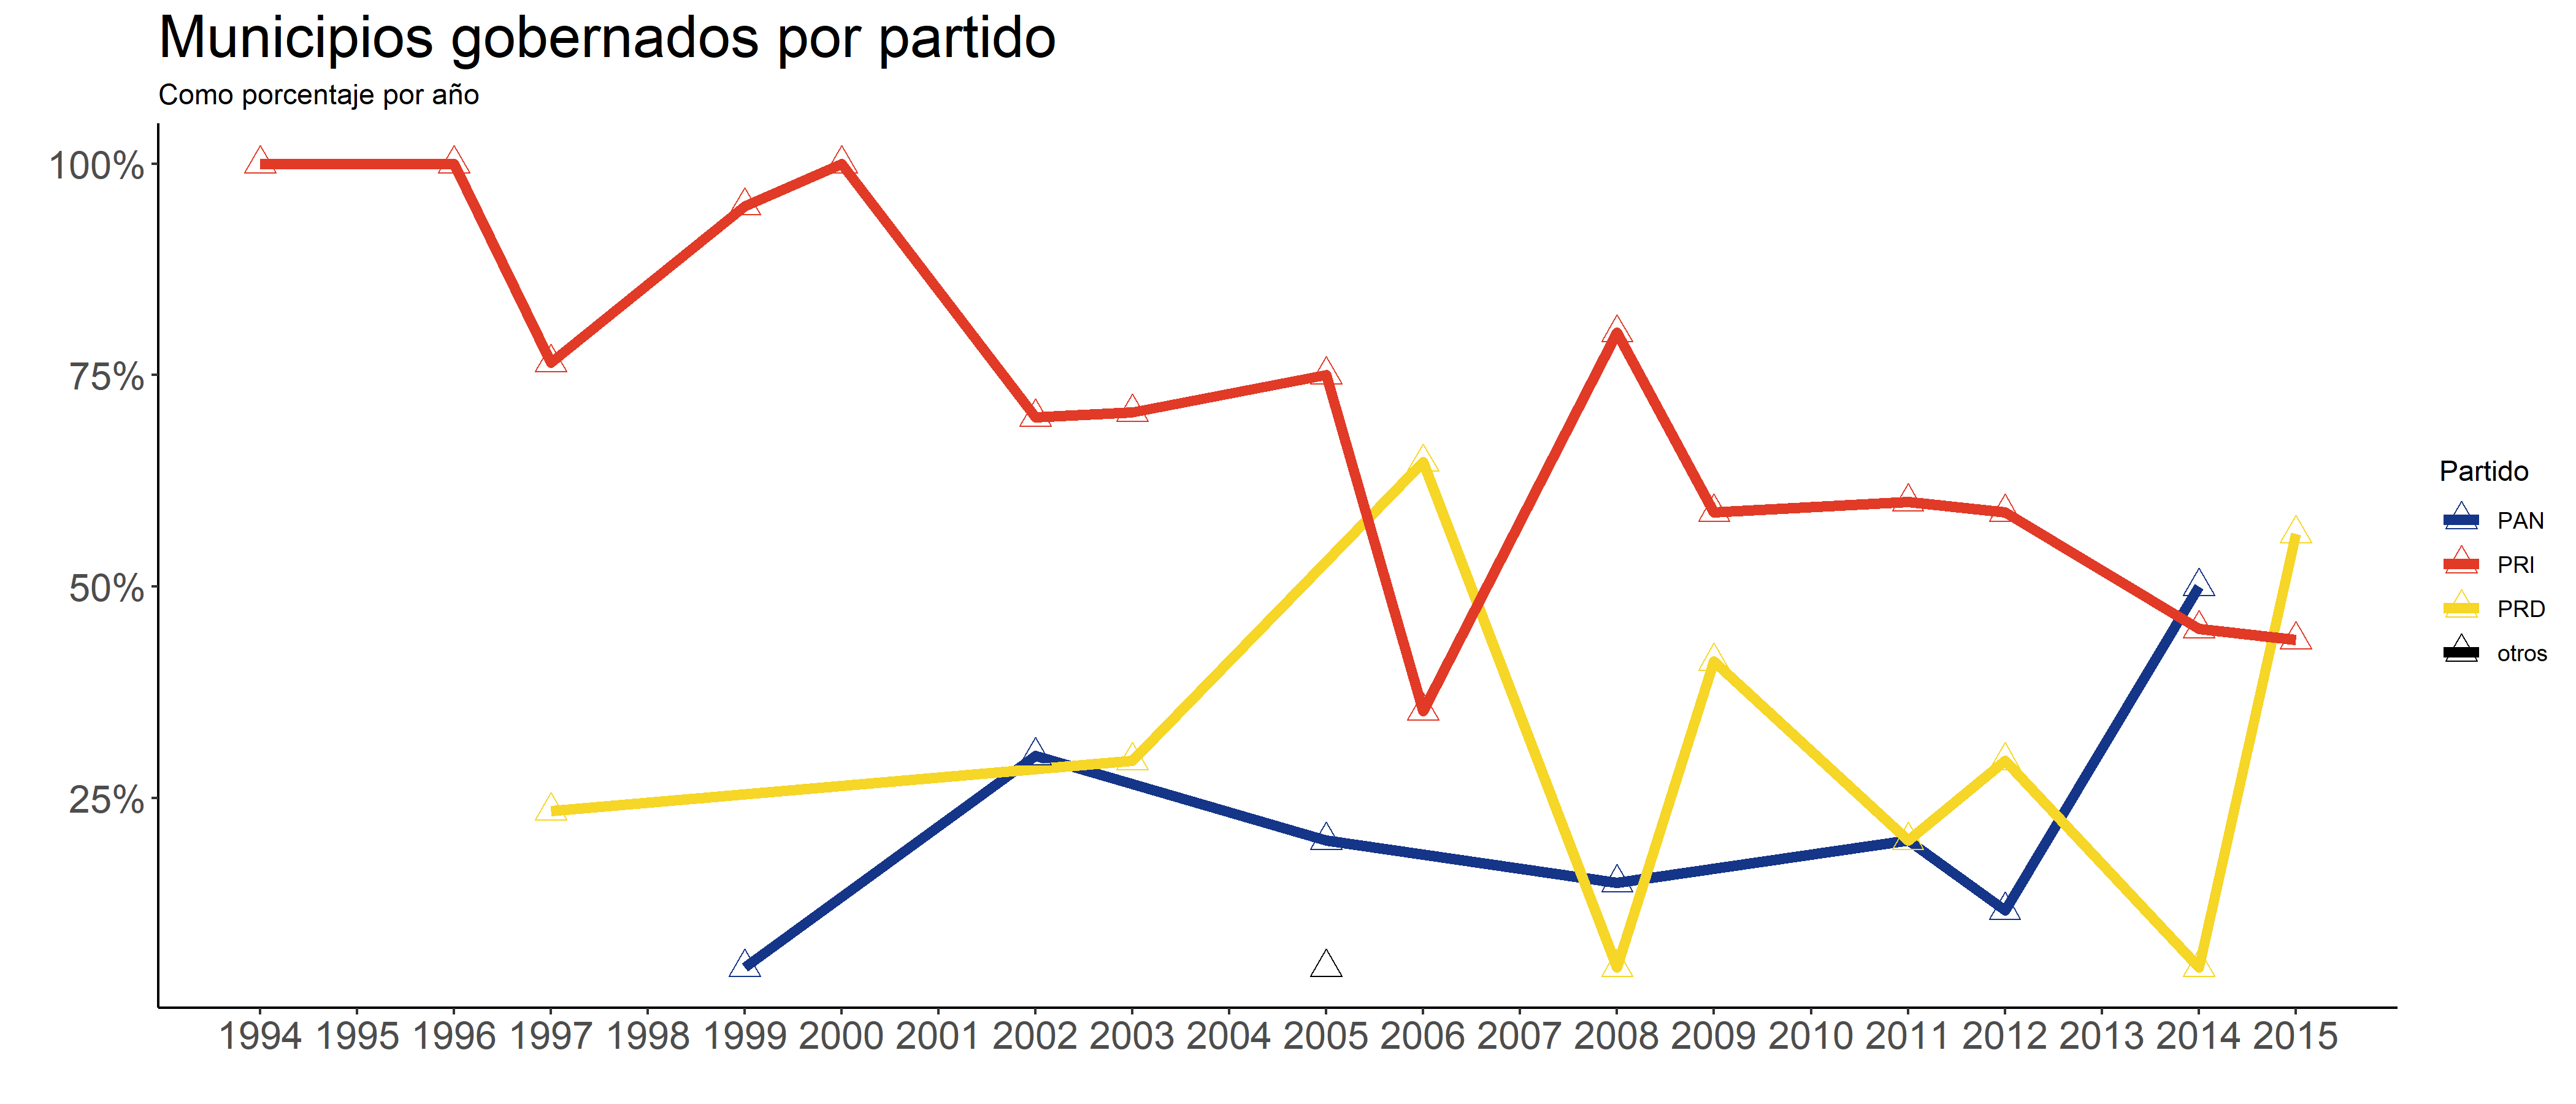 Municipios gobernados por partido
Como porcentaje por año
100%
75%
50%
25%
1994 1995 1996 1997 1998 1999 2000 2001 2002 2003 2004 2005 2006 2007 2008 2009 2010 2011 2012 2013 2014 2015
Partido
PAN
PRI
PRD
otros